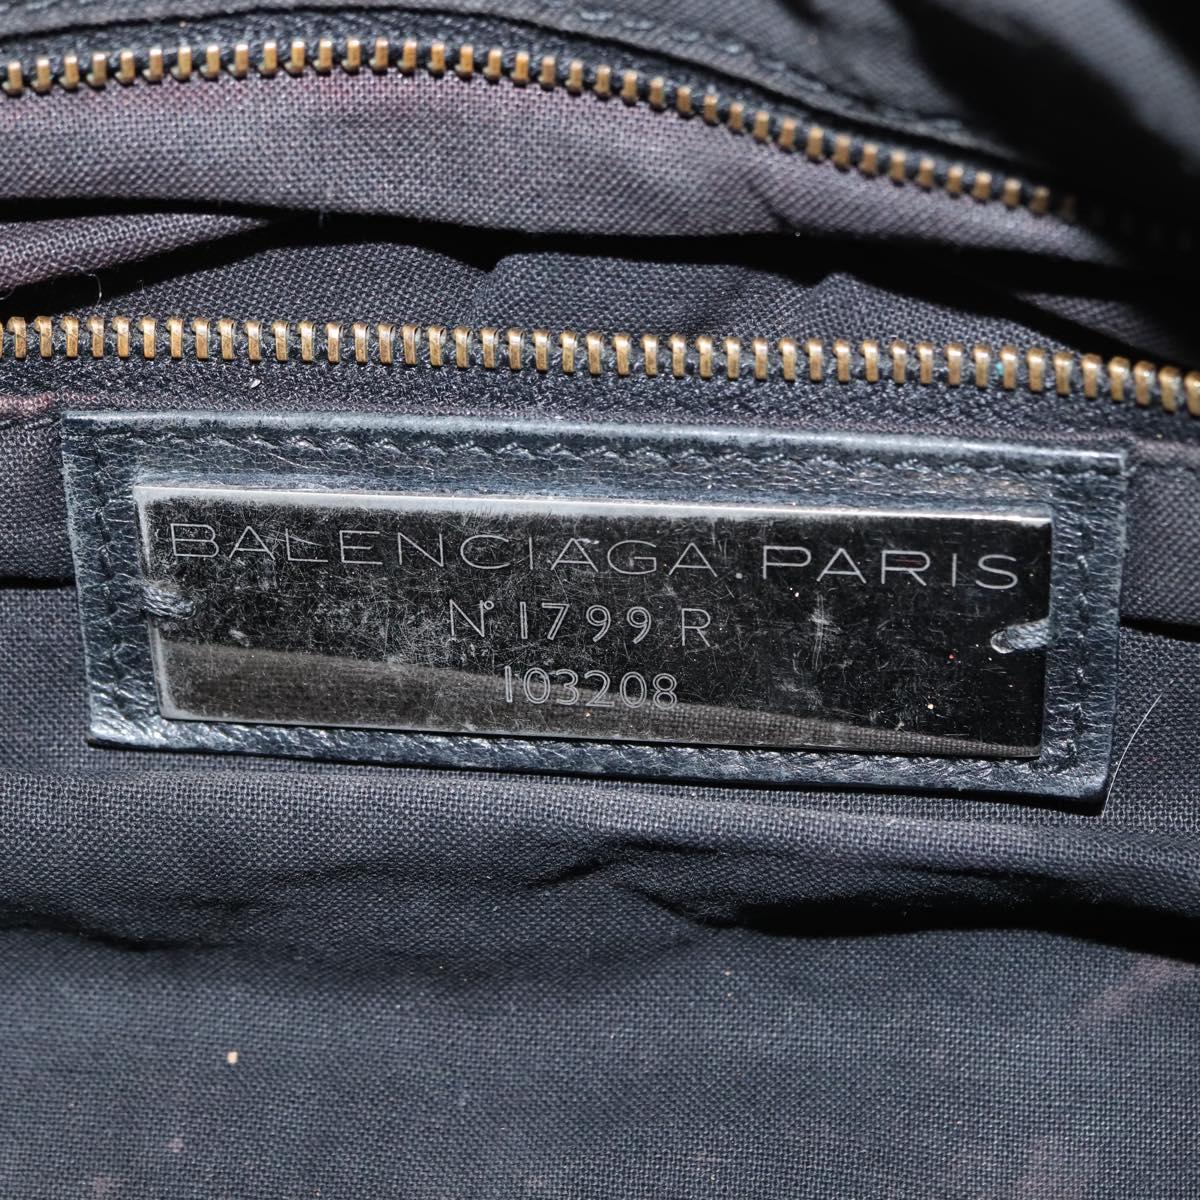 BALENCIAGA PARIS
N° 1799 R
103208